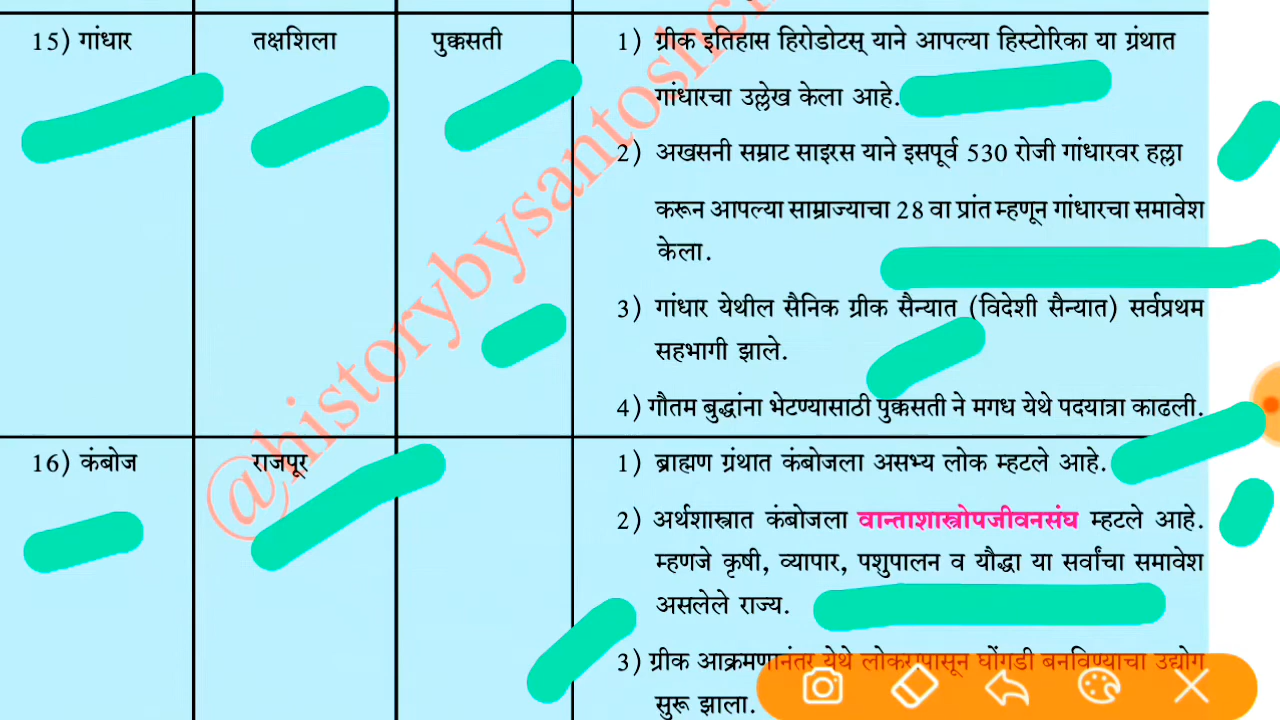 15) गांधार तक्षशिला पुक्कसती 1) ग्रीक इतिहास हिरोडोटस् याने आपल्या हिस्टोरिका या ग्रंथात
गांधारचा उल्लेख केला आहे.
2) अखसनी सम्राट साइरस याने इसपूर्व 530 रोजी गांधारवर हल्ला
करून आपल्या साम्राज्याचा 28 वा प्रांत म्हणून गांधारचा समावेश
केला.
3) गांधार येथील सैनिक ग्रीक सैन्यात (विदेशी सैन्यात) सर्वप्रथम
सहभागी झाले.
4) गौतम बुद्धांना भेटण्यासाठी पुक्कसती ने मगध येथे पदयात्रा काढली.
16) कंबोज राजपूर 1) ब्राह्मण ग्रंथात कंबोजला असभ्य लोक म्हटले आहे.
2) अर्थशास्त्रात कंबोजला वान्ताशास्त्रोपजीवनसंघ म्हटले आहे.
म्हणजे कृषी, व्यापार, पशुपालन व यौद्धा या सर्वांचा समावेश
असलेले राज्य.
3) ग्रीक आक्रमणानंतर येथे घोंगडी बनविण्याचा उद्योग
सुरू झाला.
@historybysantosh